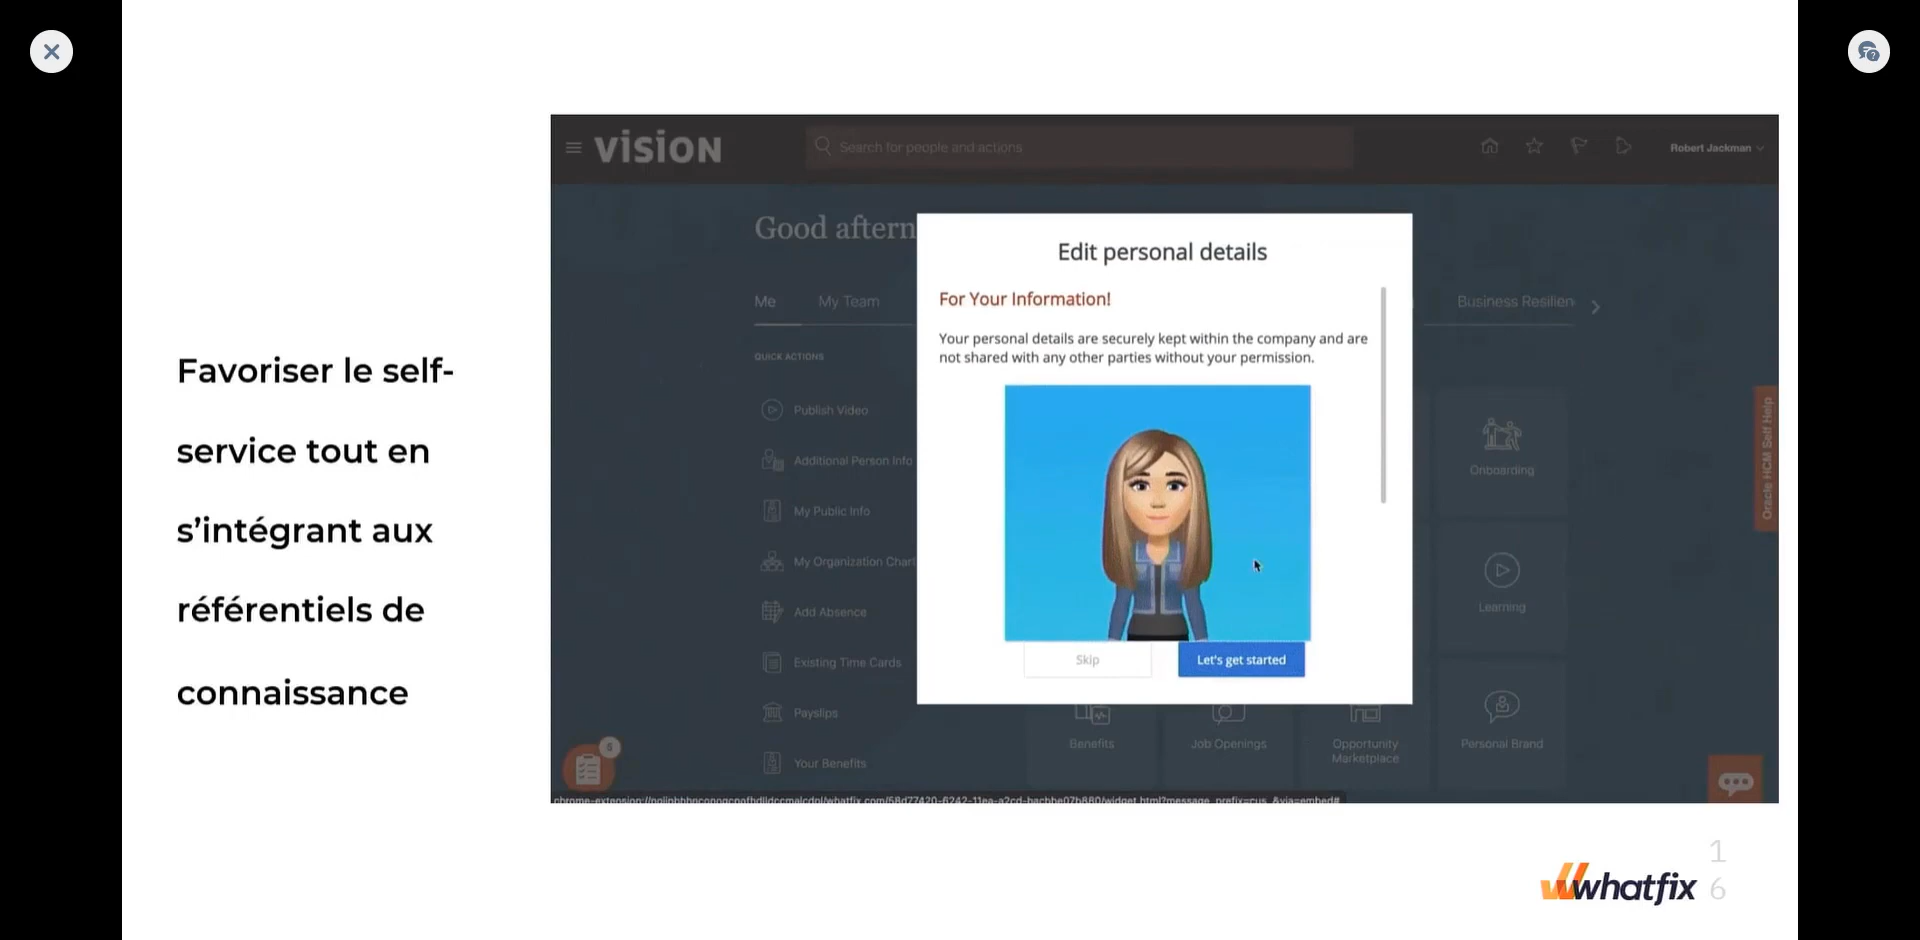 Favoriser le self-
service tout en
s’intégrant aux
référentiels de
connaissance
vision
Search for people and actions
Robert Jackman
Good aftern
Me
My Team
Business Resilien
QUICK ACTIONS
Publish Video
Additional Person Info
My Public Info
My Organization Chart
Add Absence
Existing Time Cards
Payslips
Your Benefits
5
Edit personal details
For Your Information!
Your personal details are securely kept within the company and are
not shared with any other parties without your permission.
Skip
Let's get started
Onboarding
Learning
Benefits
Job Openings
Opportunity
Marketplace
Personal Brand
Oracle HCM Self Help
whatfix
1
6